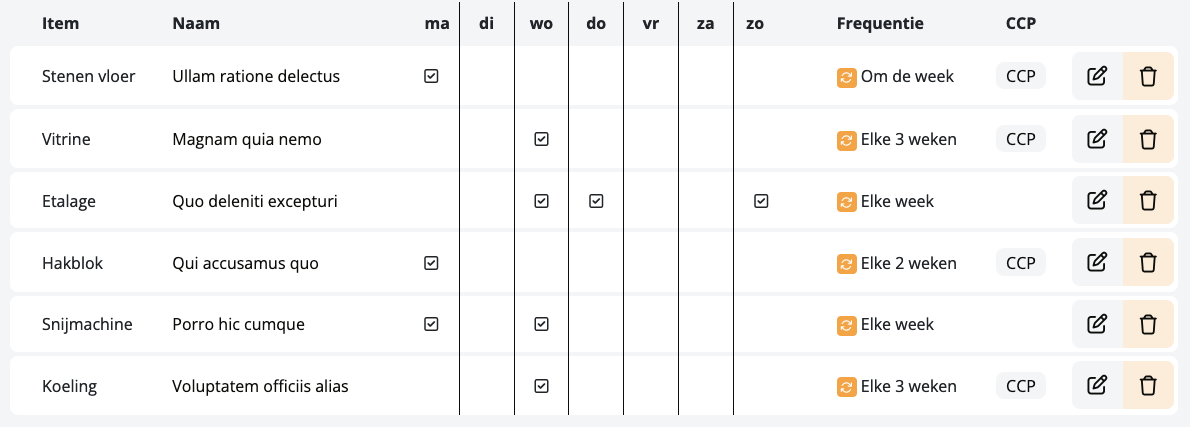 Item Naam ma di wo do vr za zo Frequentie CCP
Stenen vloer Ullam ratione delectus Om de week CCP
Vitrine Magnam quia nemo Elke 3 weken CCP
Etalage Quo deleniti excepturi Elke week
Hakblok Qui accusamus quo Elke 2 weken CCP
Snijmachine Porro hic cumque Elke week
Koeling Voluptatem officiis alias Elke 3 weken CCP